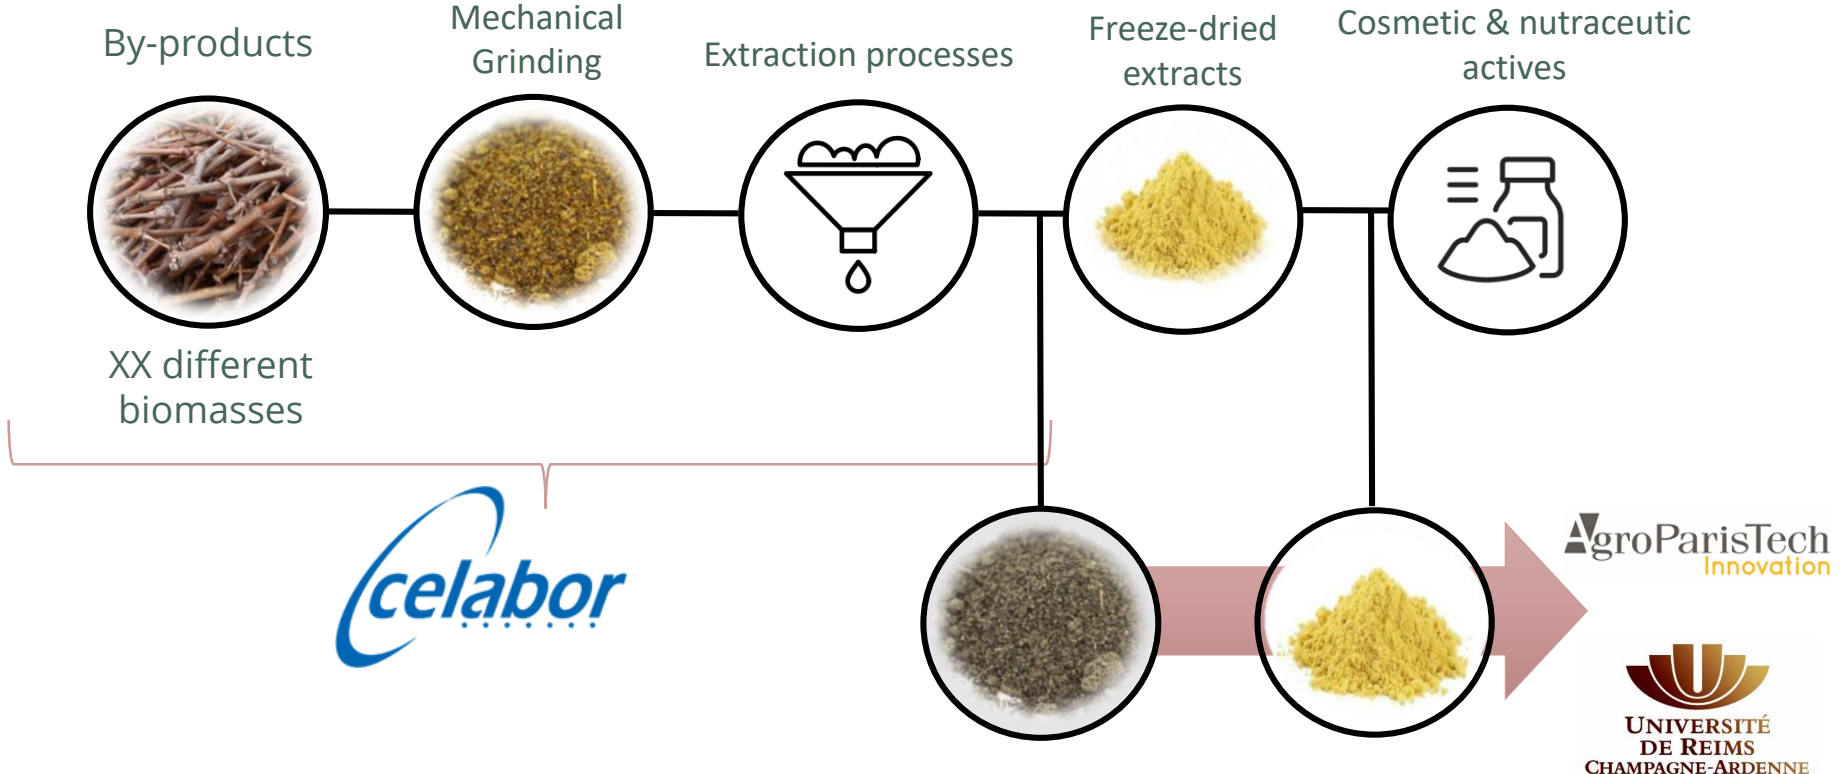 By-products
Mechanical
Grinding
Extraction processes
Freeze-dried
extracts
Cosmetic & nutraceutic
actives
XX different
biomasses
celabor
AgroParisTech
Innovation
UNIVERSITÉ
DE REIMS
CHAMPAGNE-ARDENNE